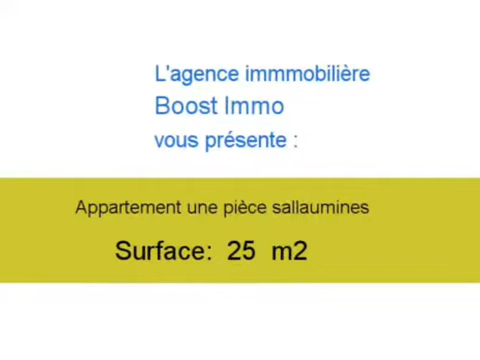 L'agence immmobilière
Boost Immo
vous présente :
Appartement une pièce sallaumines
Surface: 25 m2